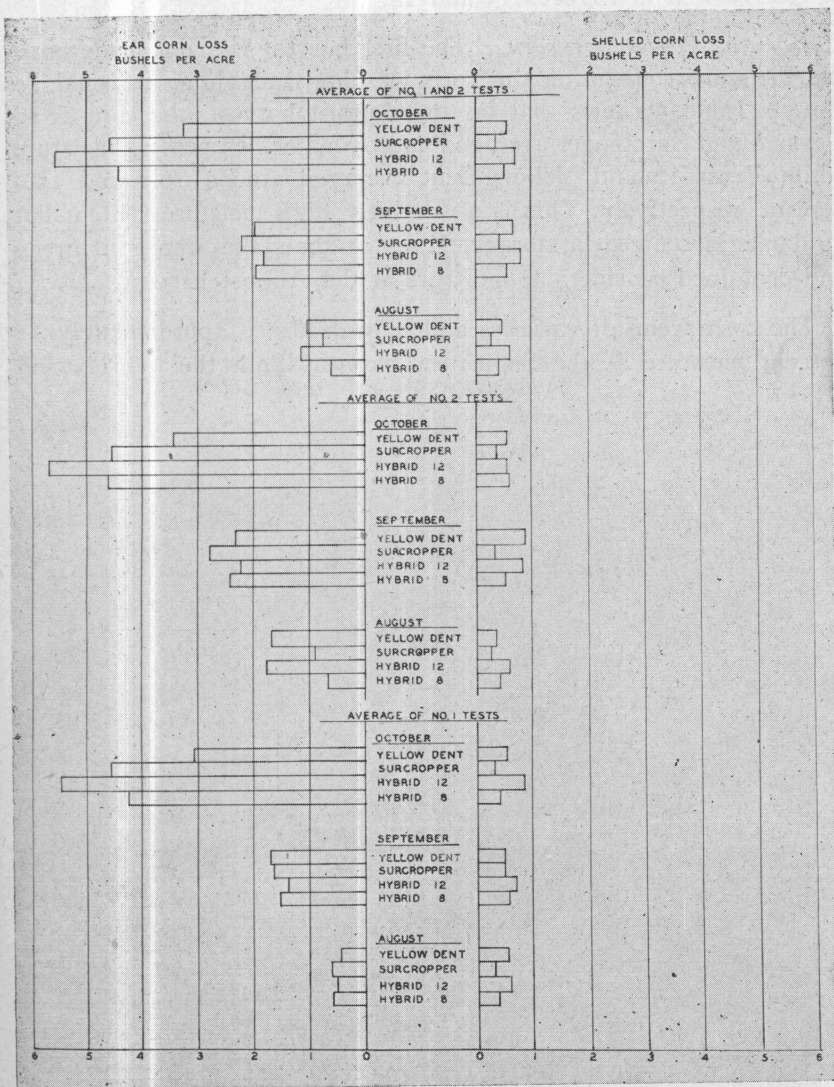 EAR CORN LOSS
BUSHELS PER ACRE
SHELLED CORN LOSS
BUSHELS PER ACRE
6 5 4 3 2 1 0 0 1 2 3 4 5 6
AVERAGE OF NO. 1 AND 2 TESTS
OCTOBER
YELLOW DENT
SURCROPPER
HYBRID 12
HYBRID 8
SEPTEMBER
YELLOW DENT
SURCROPPER
HYBRID 12
HYBRID 8
AUGUST
YELLOW DENT
SURCROPPER
HYBRID 12
HYBRID 8
AVERAGE OF NO. 2 TESTS
OCTOBER
YELLOW DENT
SURCROPPER
HYBRID 12
HYBRID 8
SEPTEMBER
YELLOW DENT
SURCROPPER
HYBRID 12
HYBRID 8
AUGUST
YELLOW DENT
SURCROPPER
HYBRID 12
HYBRID 8
AVERAGE OF NO. 1 TESTS
OCTOBER
YELLOW DENT
SURCROPPER
HYBRID 12
HYBRID 8
SEPTEMBER
YELLOW DENT
SURCROPPER
HYBRID 12
HYBRID 8
AUGUST
YELLOW DENT
SURCROPPER
HYBRID 12
HYBRID 8
6 5 4 3 2 1 0 0 1 2 3 4 5 6